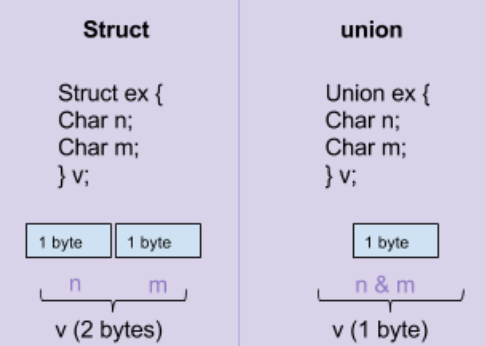 Struct
Struct ex {
Char n;
Char m;
} v;
1 byte
1 byte
n
m
v (2 bytes)
union
Union ex {
Char n;
Char m;
} v;
1 byte
n & m
v (1 byte)